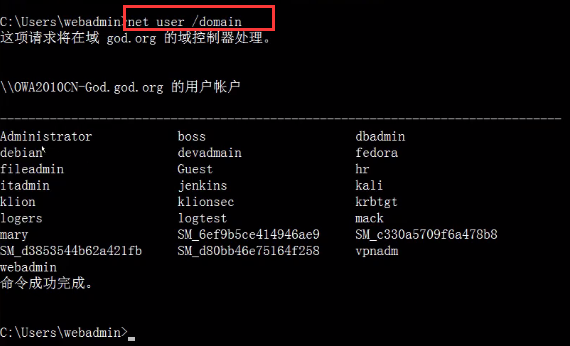 C:\Users\webadmin>net user /domain
这项请求将在域 god.org 的域控制器处理。
\\OWA2010CN-God.god.org 的用户帐户
-------------------------------------------------------------------------------
Administrator            boss                     dbadmin
debian                   devadmain                fedora
fileadmin                Guest                    hr
itadmin                  jenkins                  kali
klion                    klionsec                 krbtgt
logers                   logtest                  mack
mary                     SM_6ef9b5ce414946ae9     SM_c330a5709f6a478b8
SM_d3853544b62a421fb     SM_d80bb46e75164f258     vpnadm
webadmin
命令成功完成。
C:\Users\webadmin>_